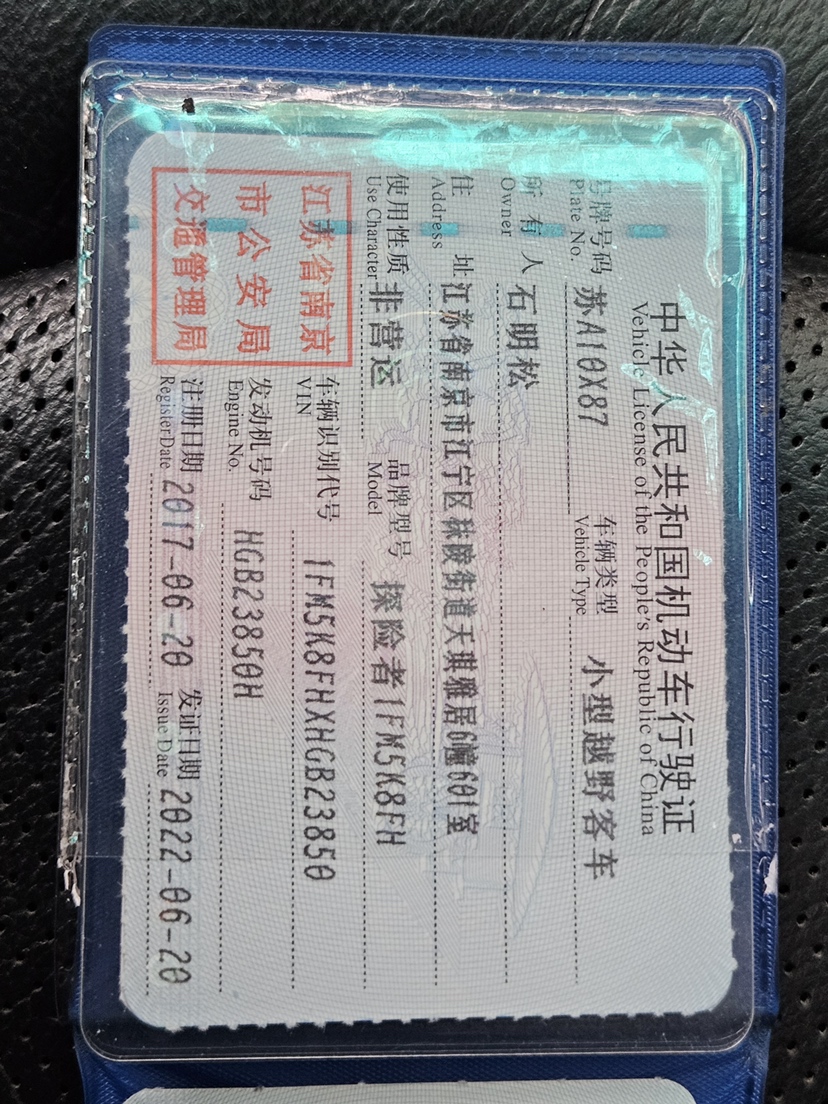 中华人民共和国机动车行驶证
Vehicle License of the People's Republic of China
号牌号码 苏A10X87 车辆类型 小型越野客车
Plate No. Vehicle Type
所有人 石明松
Owner
住址 江苏省南京市江宁区秣陵街道天琪雅居6幢601室
Address
使用性质 非营运 品牌型号 探险者1FM5K8FH
Use Character Model
江苏省南京
市公安局
交通管理局
车辆识别代号 1FM5K8FHXHGB23850
VIN
发动机号码 HGB23850H
Engine No.
注册日期 2017-06-20 发证日期 2022-06-20
Register Date Issue Date